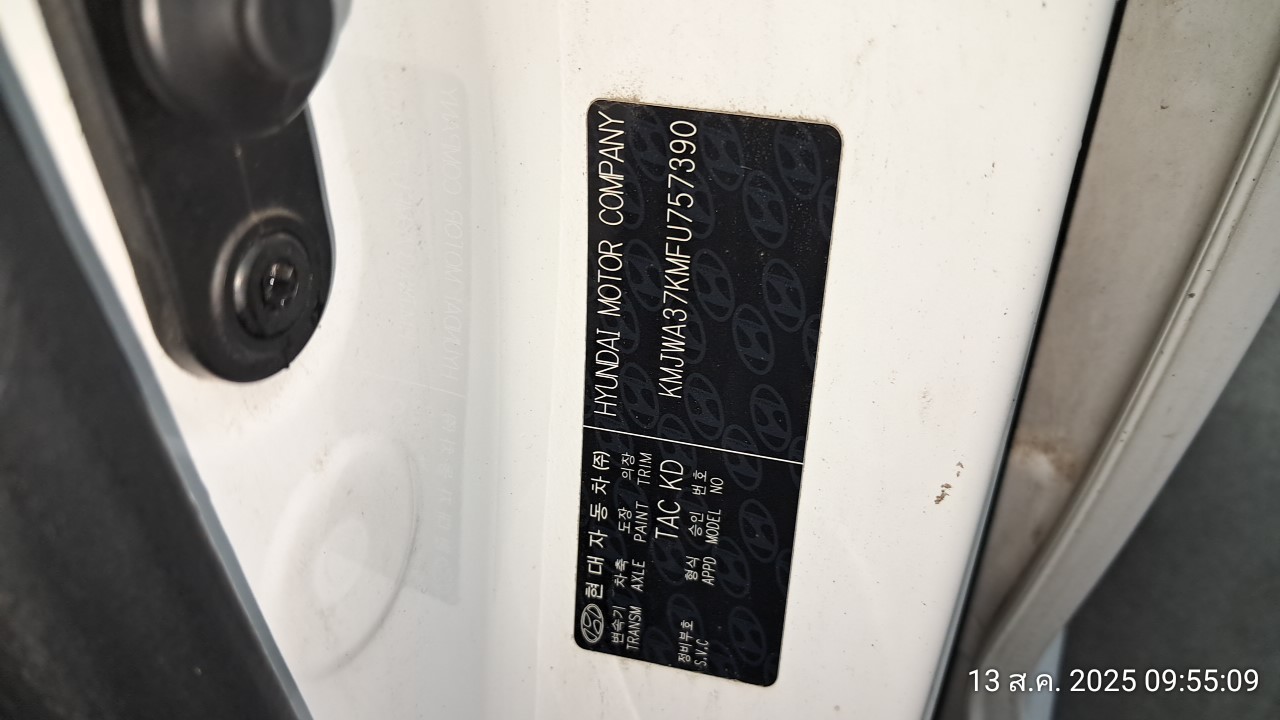 현대자동차(주) HYUNDAI MOTOR COMPANY
변속기 차축 도장 의장
TRANSM AXLE PAINT TRIM
TAC KD KMJWA37KMFU757390
정비부호 형식 승인 번호
S.V.C APPD MODEL NO
13 ส.ค. 2025 09:55:09